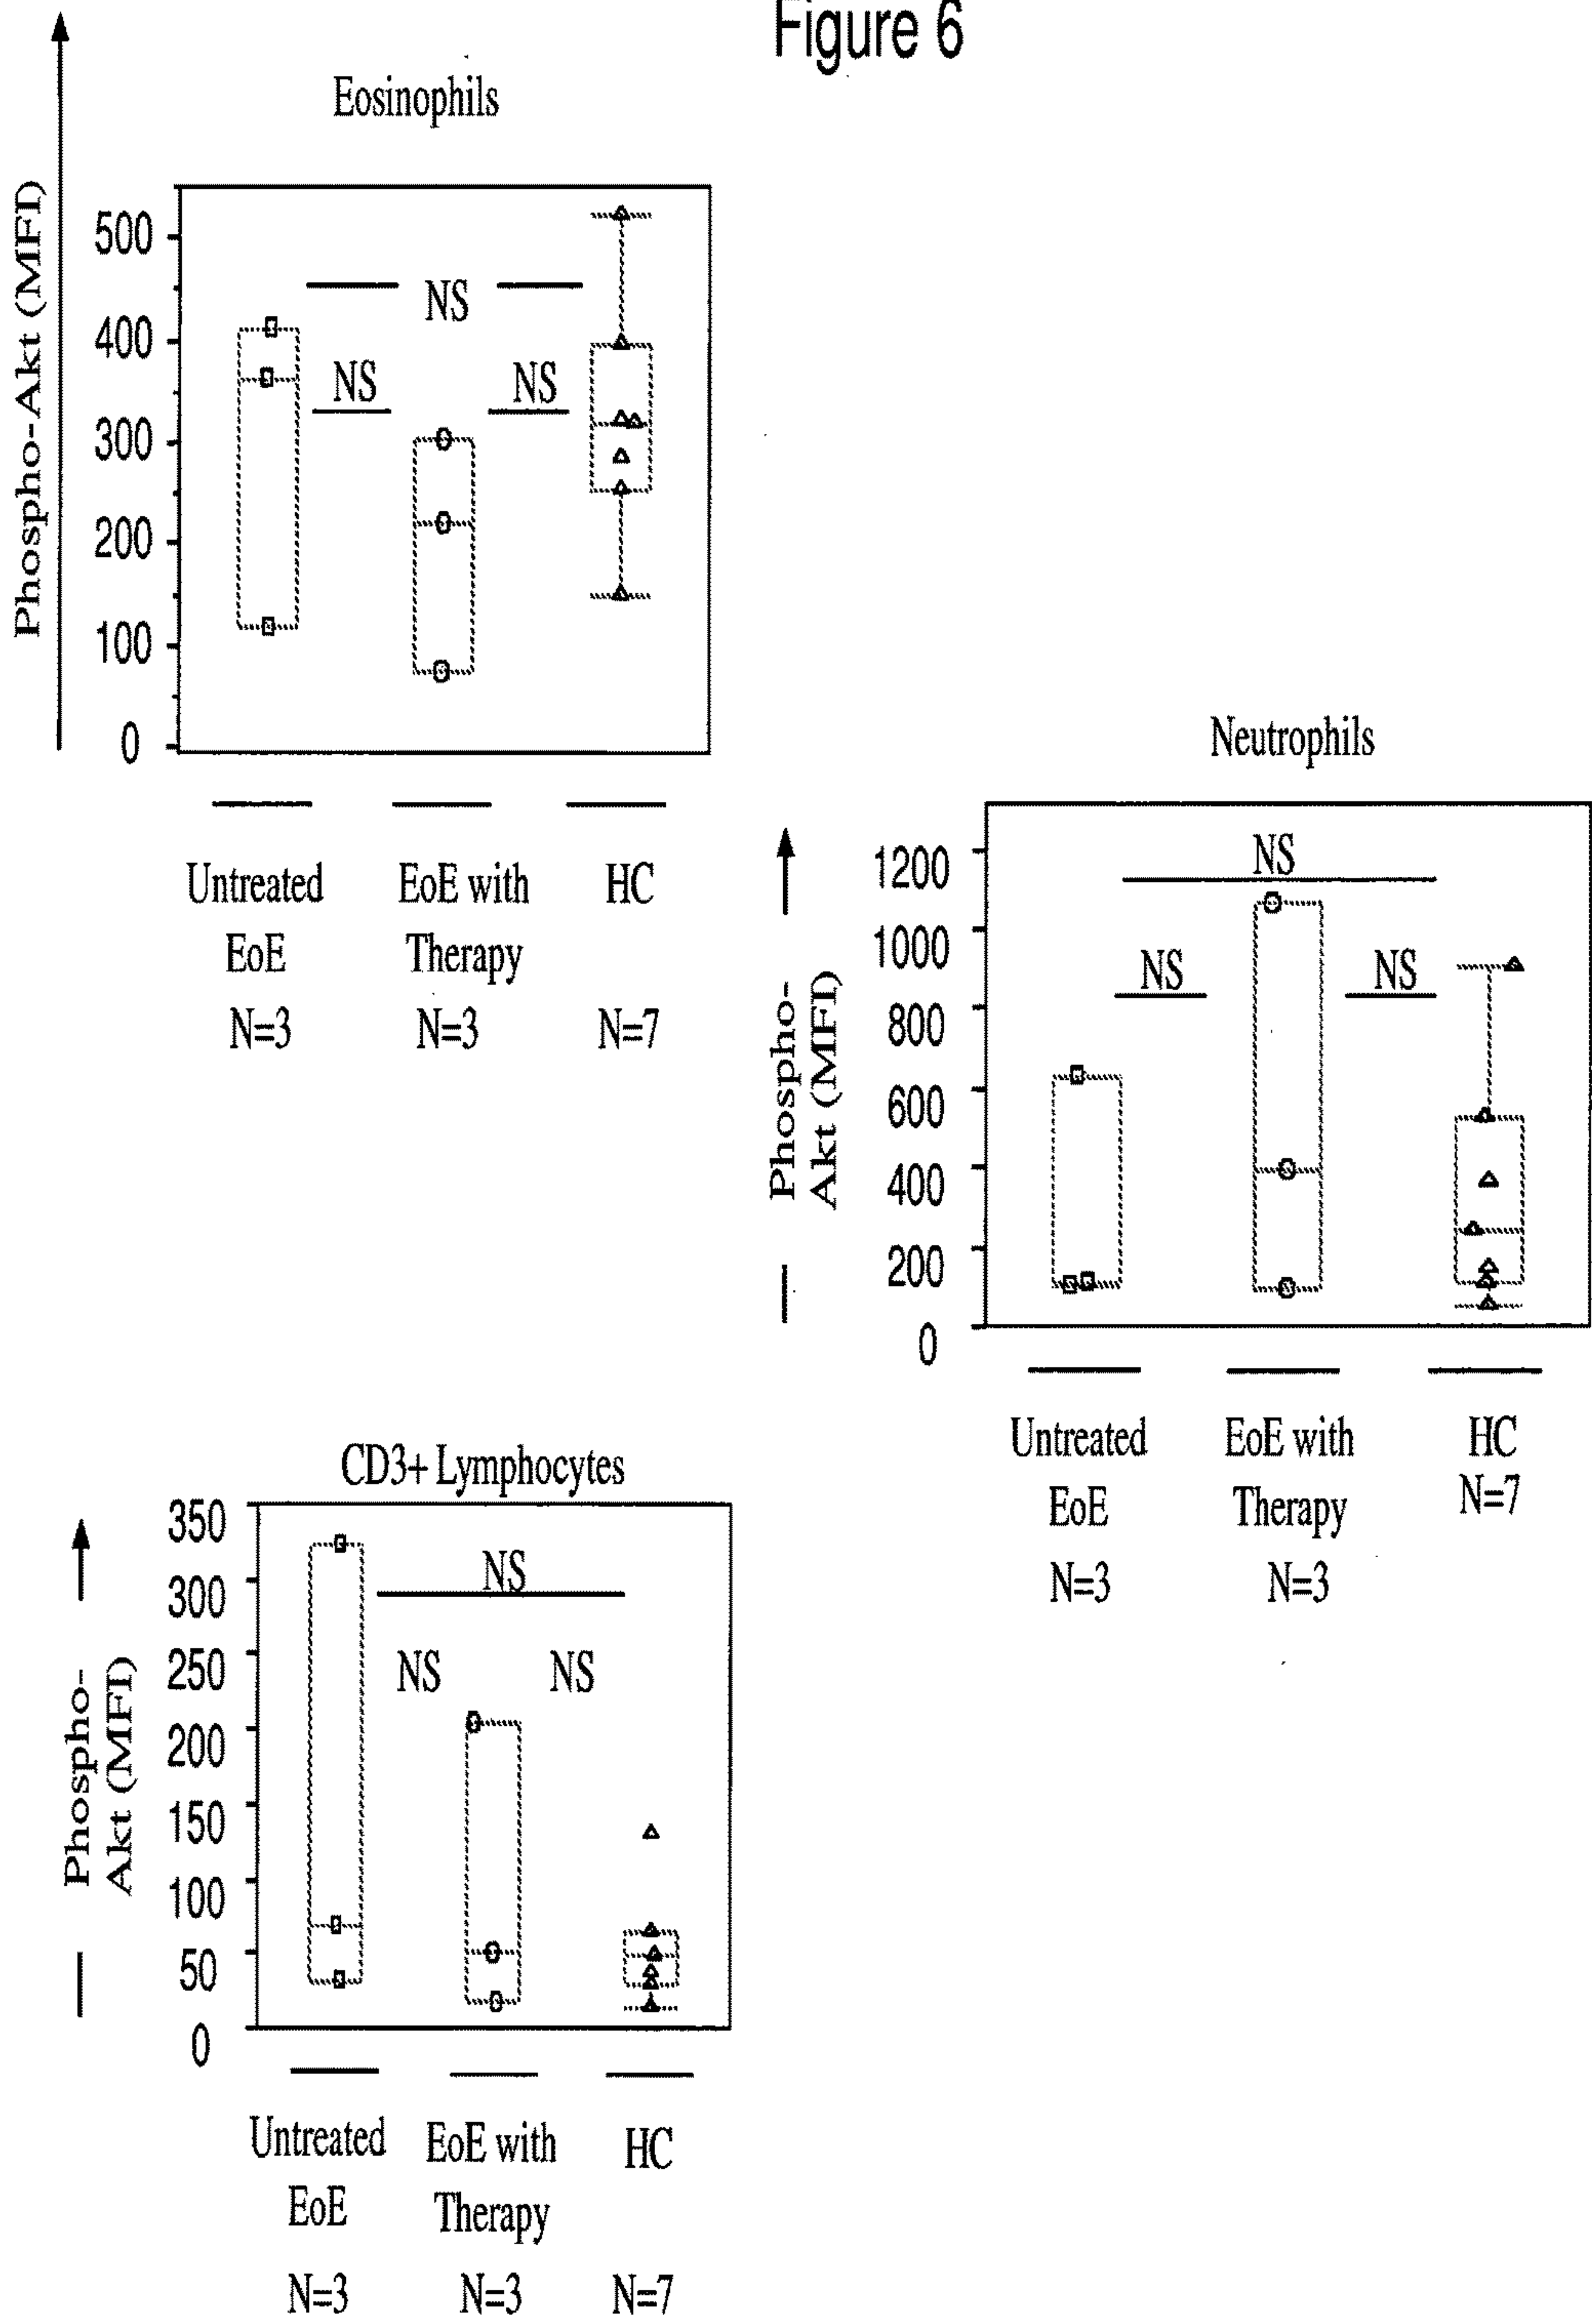 Figure 6
Eosinophils
Phospho-Akt (MFI)
500
400
300
200
100
0
NS
NS
NS
Untreated
EoE
N=3
EoE with
Therapy
N=3
HC
N=7
Neutrophils
Phospho-
Akt (MFI)
1200
1000
800
600
400
200
0
NS
NS
NS
Untreated
EoE
N=3
EoE with
Therapy
N=3
HC
N=7
CD3+ Lymphocytes
Phospho-
Akt (MFI)
350
300
250
200
150
100
50
0
NS
NS
NS
Untreated
EoE
N=3
EoE with
Therapy
N=3
HC
N=7